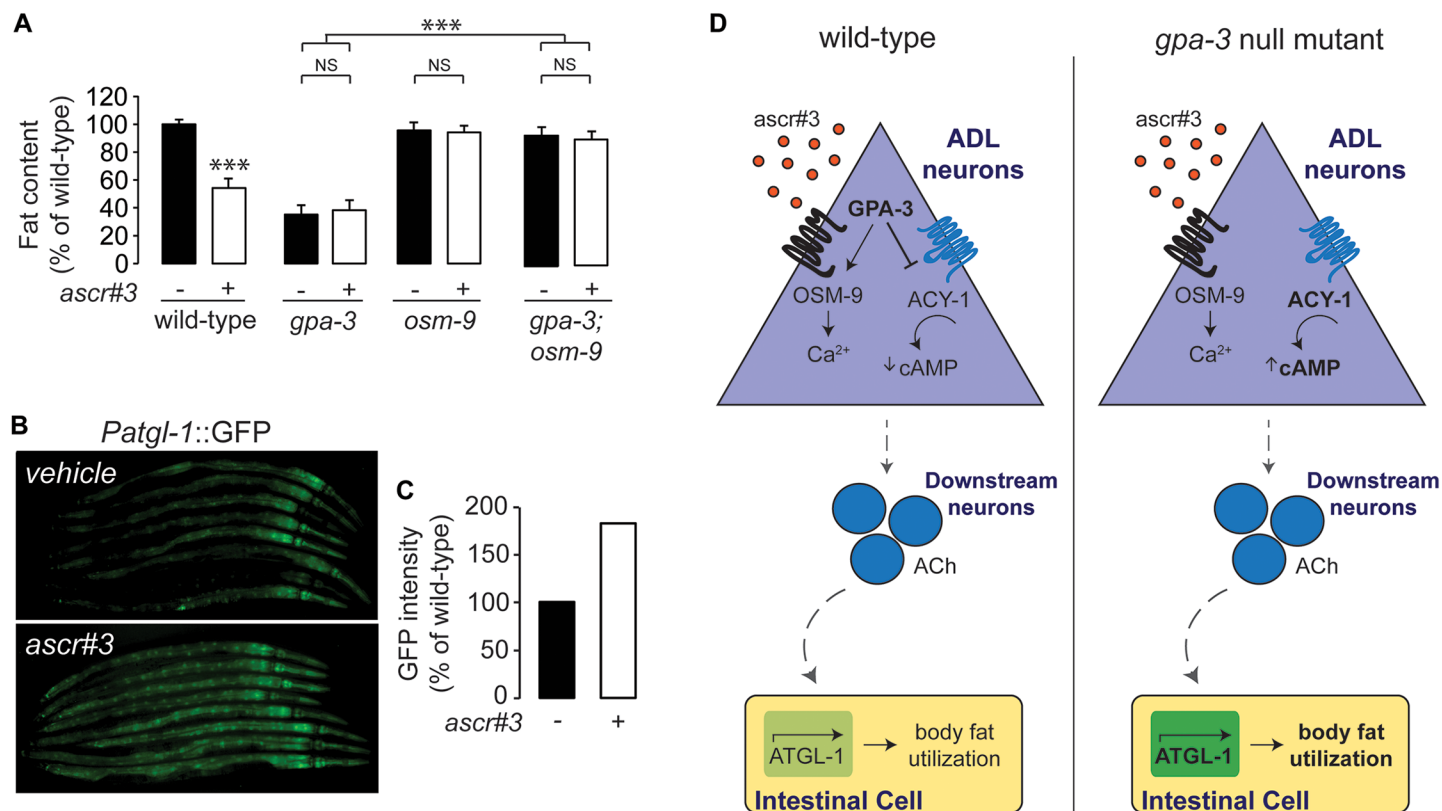 A
***
NS
NS
NS
Fat content
(% of wild-type)
120
100
80
60
40
20
0
***
ascr#3
- + - + - + - +
wild-type gpa-3 osm-9 gpa-3;
osm-9
B
Patgl-1::GFP
vehicle
ascr#3
C
GFP intensity
(% of wild-type)
200
150
100
50
0
ascr#3 - +
D
wild-type
ascr#3
ADL
neurons
GPA-3
OSM-9 ACY-1
Ca²⁺ ↓cAMP
Downstream
neurons
ACh
ATGL-1
body fat
utilization
Intestinal Cell
gpa-3 null mutant
ascr#3
ADL
neurons
OSM-9 ACY-1
Ca²⁺ ↑cAMP
Downstream
neurons
ACh
ATGL-1
body fat
utilization
Intestinal Cell